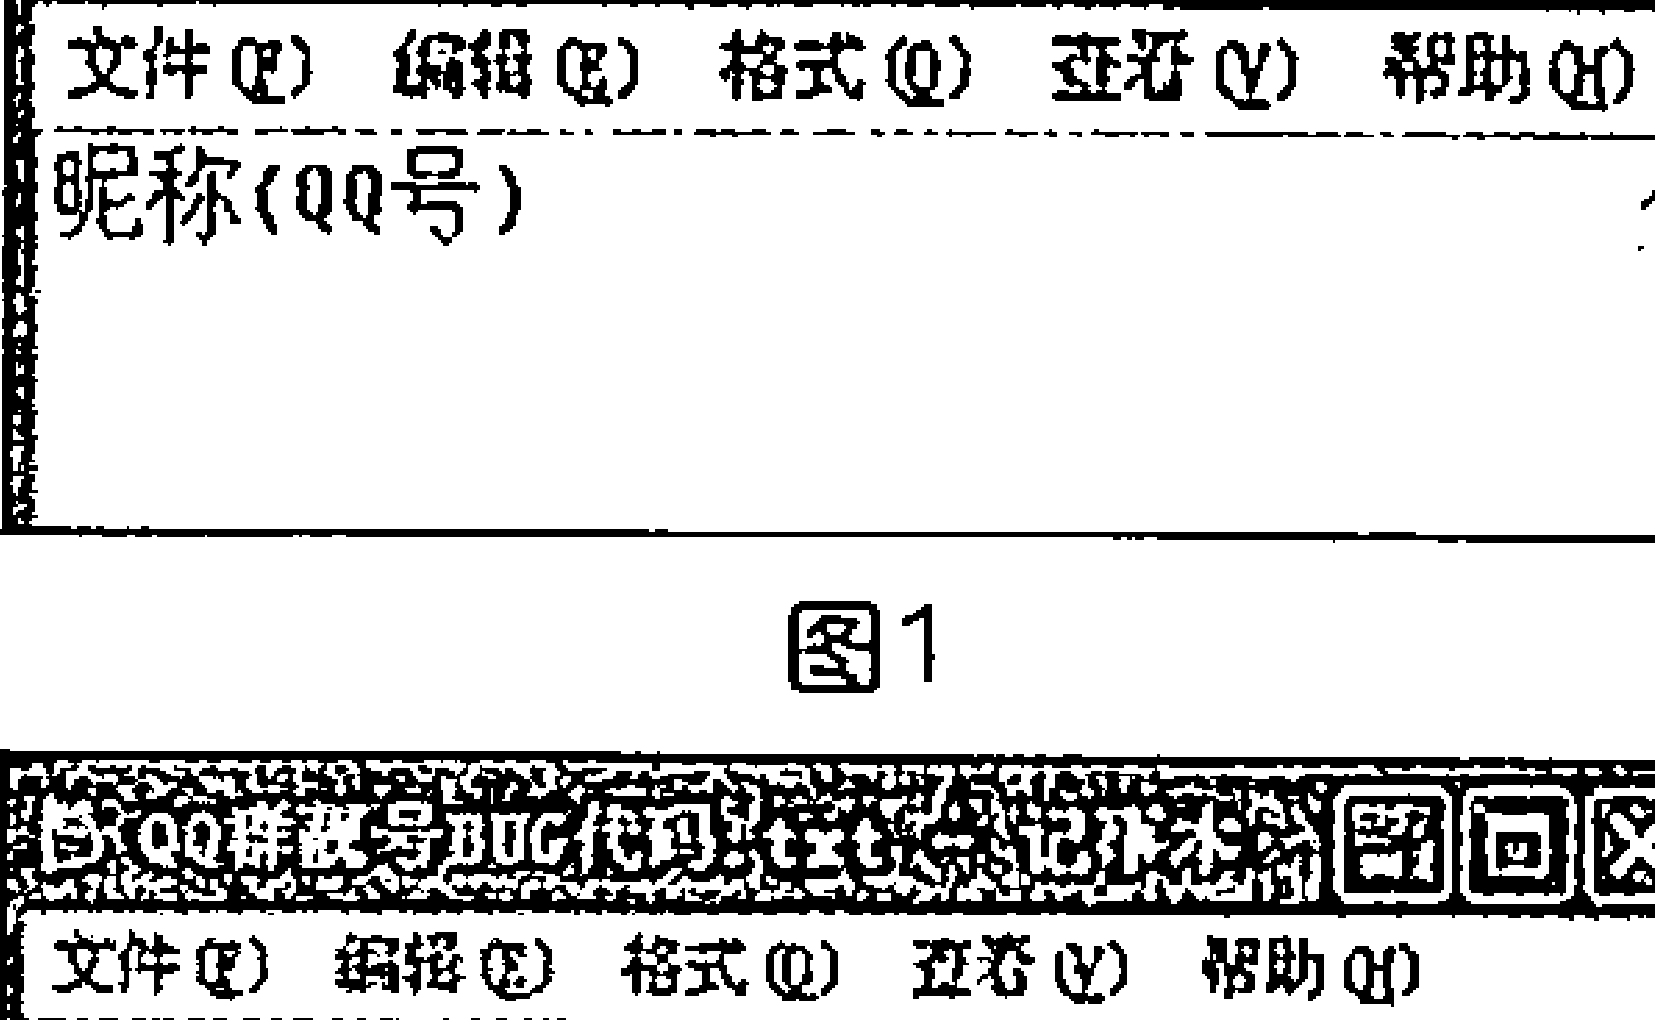 文件(F) 编辑(E) 格式(O) 查看(V) 帮助(H)
昵称(QQ号)
图1
QQ群 号BUG代码.txt - 记事本
文件(F) 编辑(E) 格式(O) 查看(V) 帮助(H)